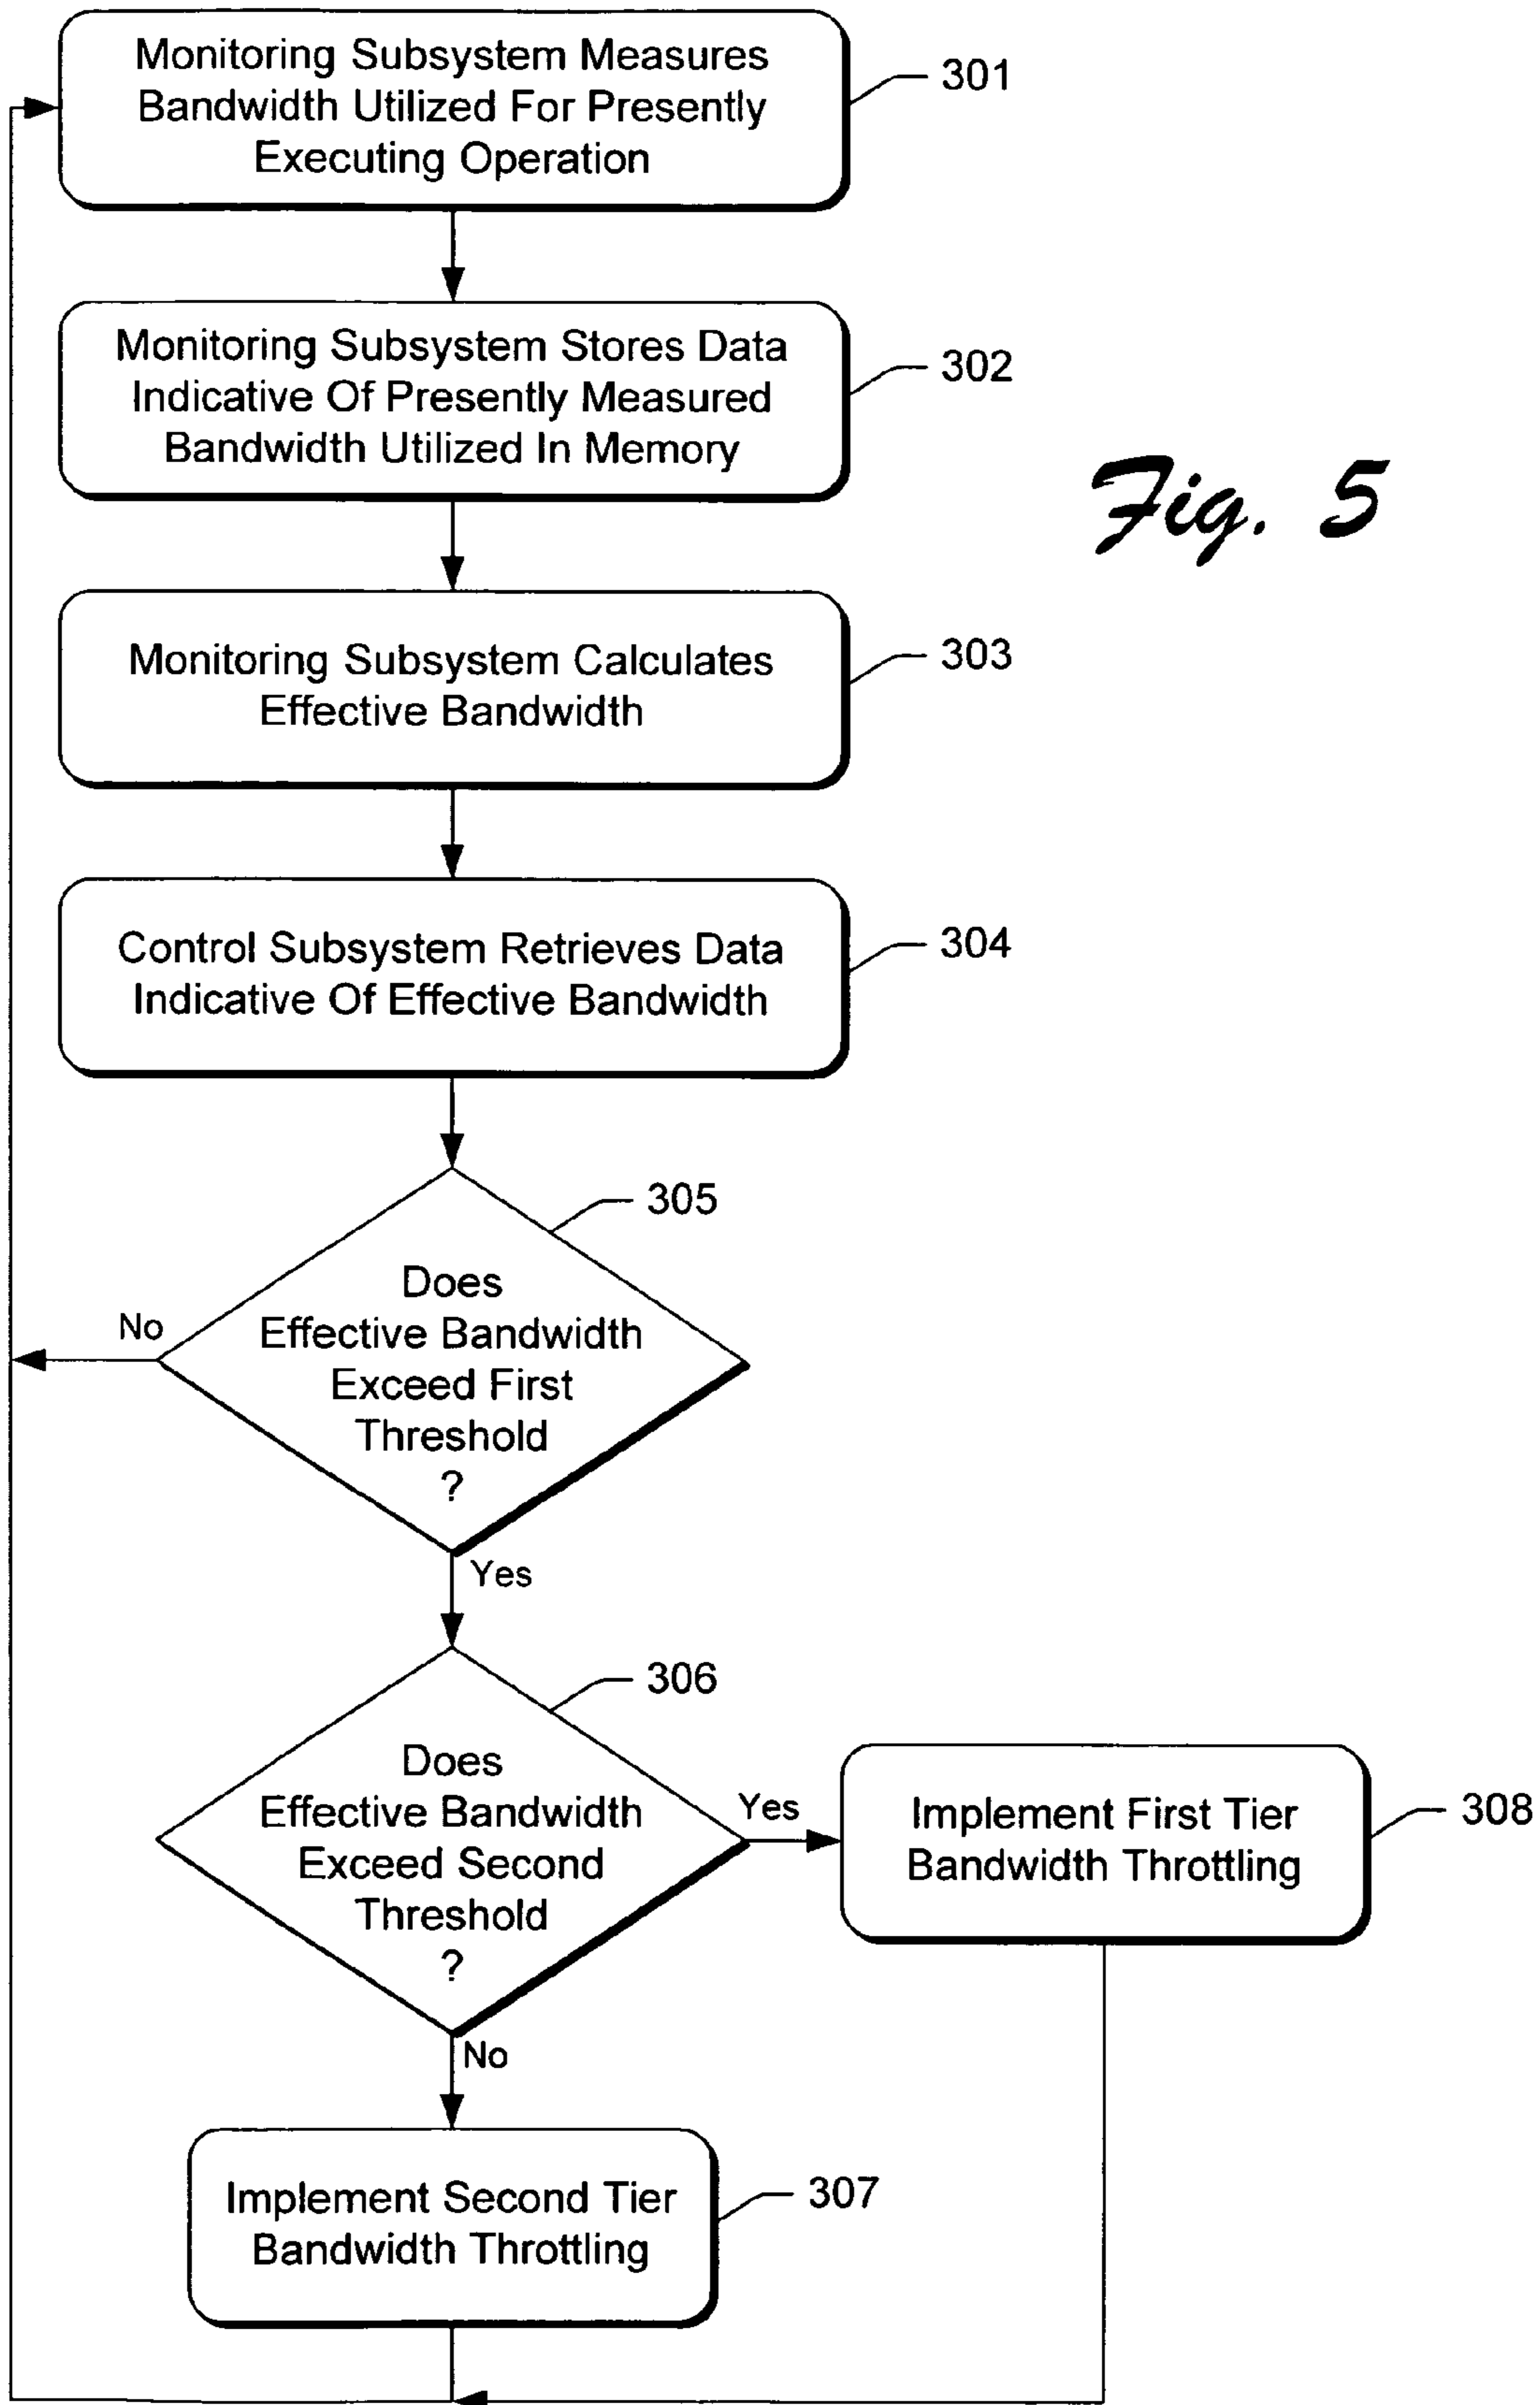 Monitoring Subsystem Measures
Bandwidth Utilized For Presently
Executing Operation
301
Monitoring Subsystem Stores Data
Indicative Of Presently Measured
Bandwidth Utilized In Memory
302
Fig. 5
Monitoring Subsystem Calculates
Effective Bandwidth
303
Control Subsystem Retrieves Data
Indicative Of Effective Bandwidth
304
305
Does
Effective Bandwidth
Exceed First
Threshold
?
No
Yes
306
Does
Effective Bandwidth
Exceed Second
Threshold
?
Yes
Implement First Tier
Bandwidth Throttling
308
No
Implement Second Tier
Bandwidth Throttling
307